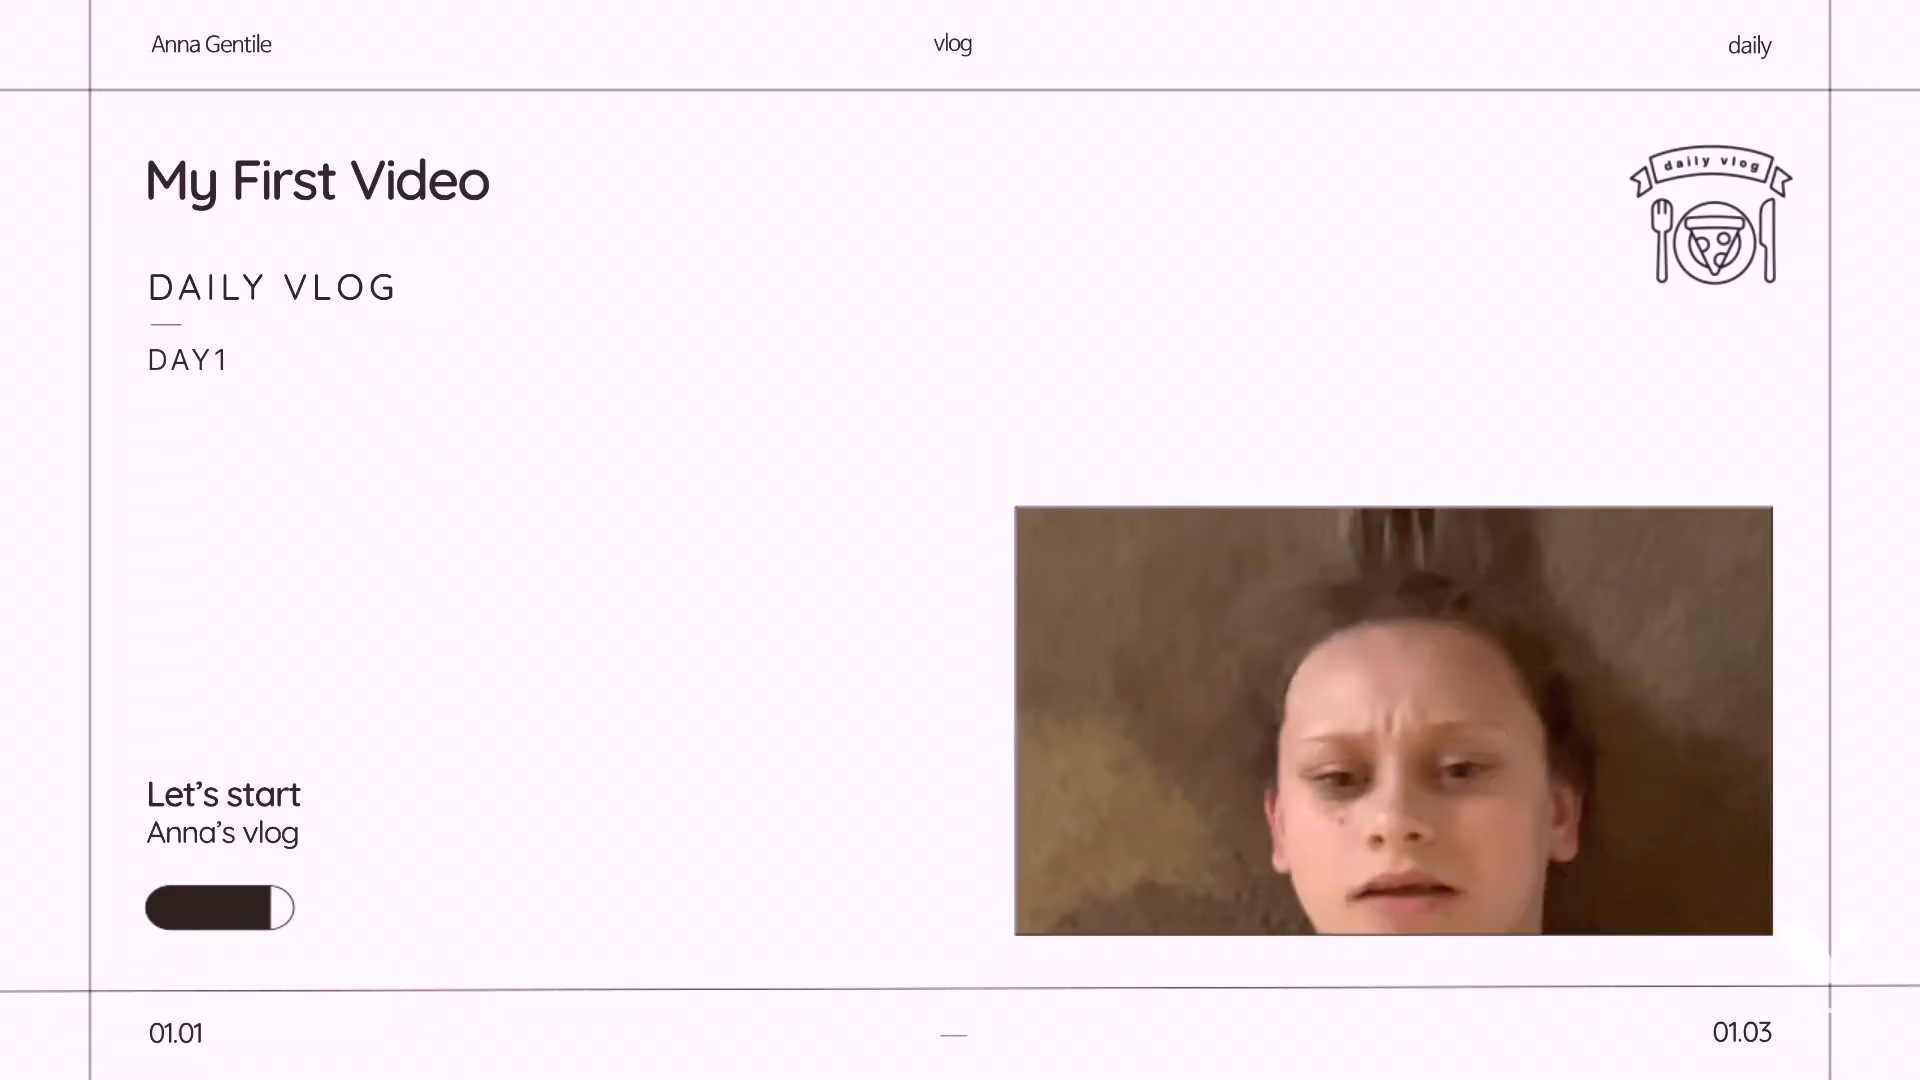 Anna Gentile
vlog
daily
My First Video
daily vlog
DAILY VLOG
DAY1
Let’s start
Anna’s vlog
01.01
—
01.03